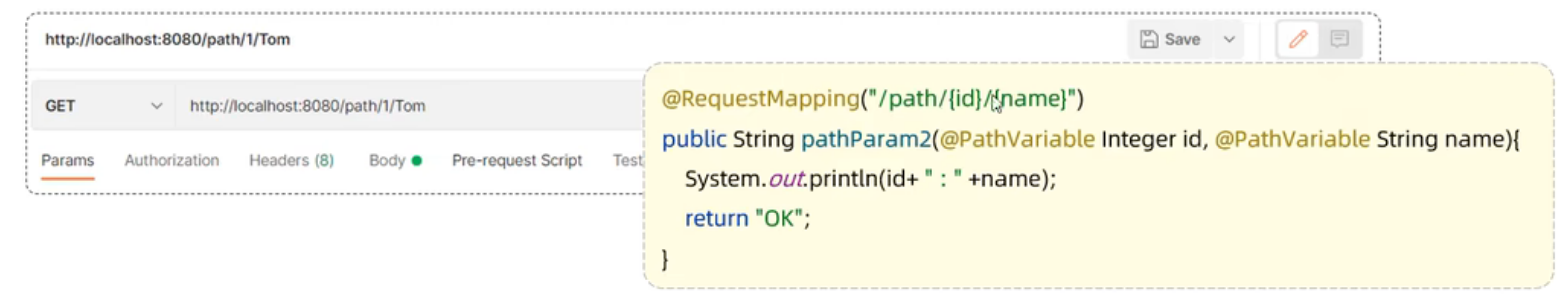 http://localhost:8080/path/1/Tom
Save
GET
http://localhost:8080/path/1/Tom
Params Authorization Headers (8) Body Pre-request Script Test
@RequestMapping("/path/{id}/{name}")
public String pathParam2(@PathVariable Integer id, @PathVariable String name){
System.out.println(id+ " : " +name);
return "OK";
}